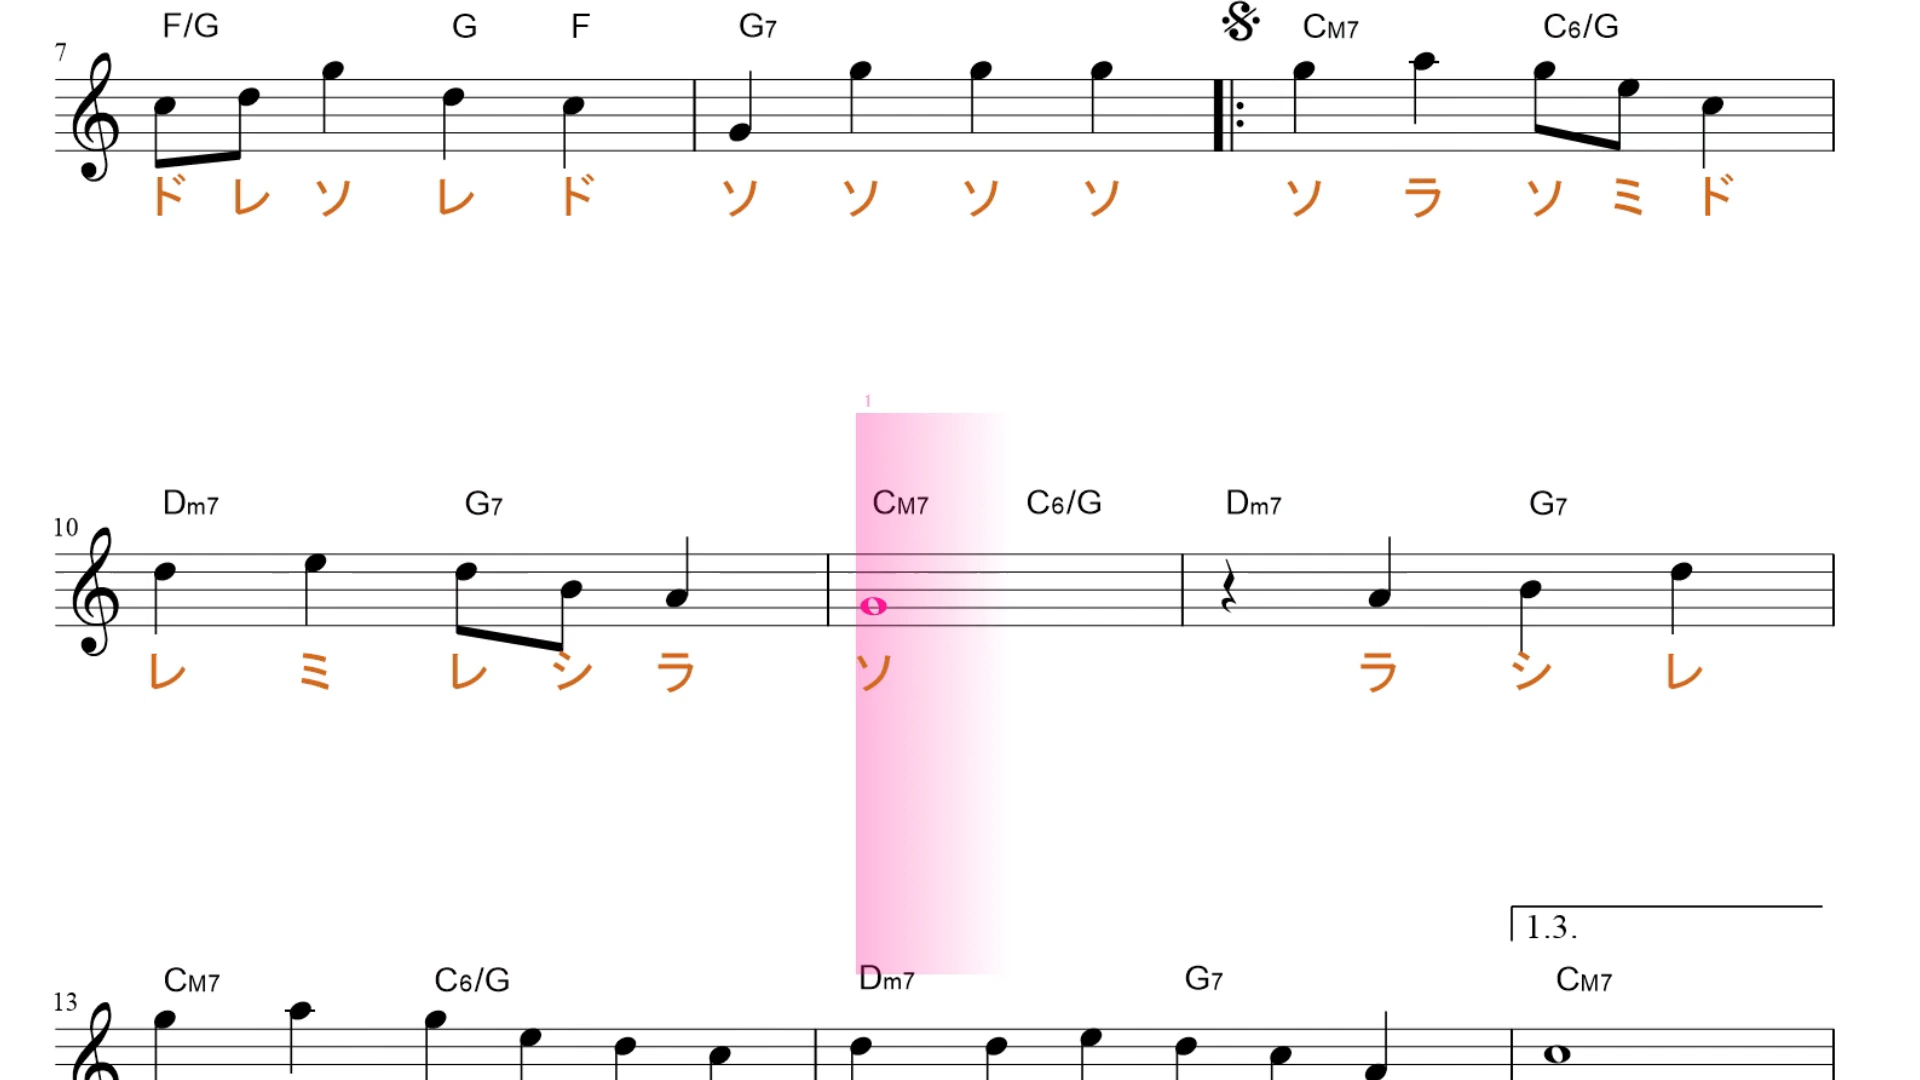 F/G G F G7 CM7 C6/G
7
ド レ ソ レ ド ソ ソ ソ ソ ソ ラ ソ ミ ド
1
Dm7 G7 CM7 C6/G Dm7 G7
10
レ ミ レ シ ラ ソ ラ シ レ
1.3.
CM7 C6/G Dm7 G7 CM7
13